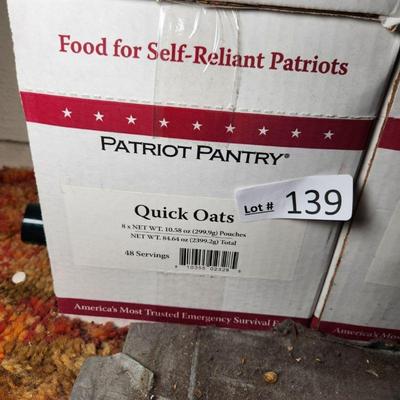 Food for Self-Reliant Patriots
PATRIOT PANTRY®
Quick Oats
Lot # 139
8 x NET WT. 10.58 oz (299.9g) Pouches
NET WT. 84.64 oz (2399.2g) Total
48 Servings
America's Most Trusted Emergency Survival
America's Most